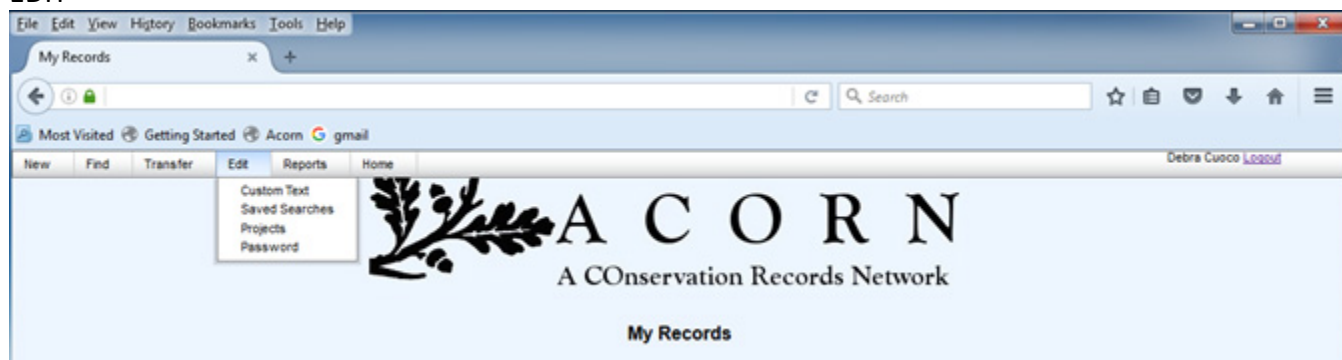 File Edit View History Bookmarks Tools Help
My Records × +
Search
Most Visited Getting Started Acorn G gmail
New Find Transfer Edit Reports Home Debra Cuoco Logout
Custom Text
Saved Searches
Projects
Password
A C O R N
A COnservation Records Network
My Records